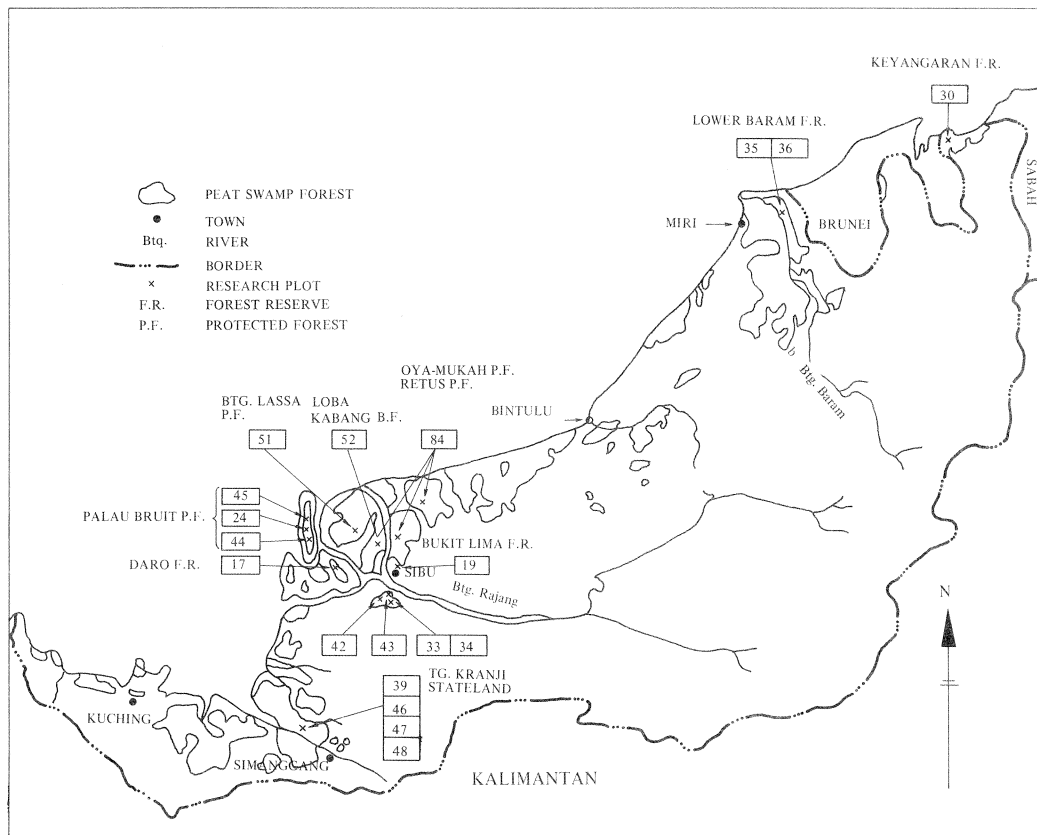 KEYANGARAN F.R.
30
LOWER BARAM F.R.
35 36
SABAH
PEAT SWAMP FOREST
TOWN
Btq. RIVER
BORDER
RESEARCH PLOT
F.R. FOREST RESERVE
P.F. PROTECTED FOREST
MIRI
BRUNEI
b
Btg. Baram
OYA-MUKAH P.F.
RETUS P.F.
BTG. LASSA
P.F.
LOBA
KABANG B.F.
BINTULU
51
52
84
45
PALAU BRUIT P.F.
24
44
BUKIT LIMA F.R.
DARO F.R.
17
SIBU
19
Btg. Rajang
N
42
43
33 34
TG. KRANJI
STATELAND
39
46
47
48
KUCHING
SIMANGGANG
KALIMANTAN